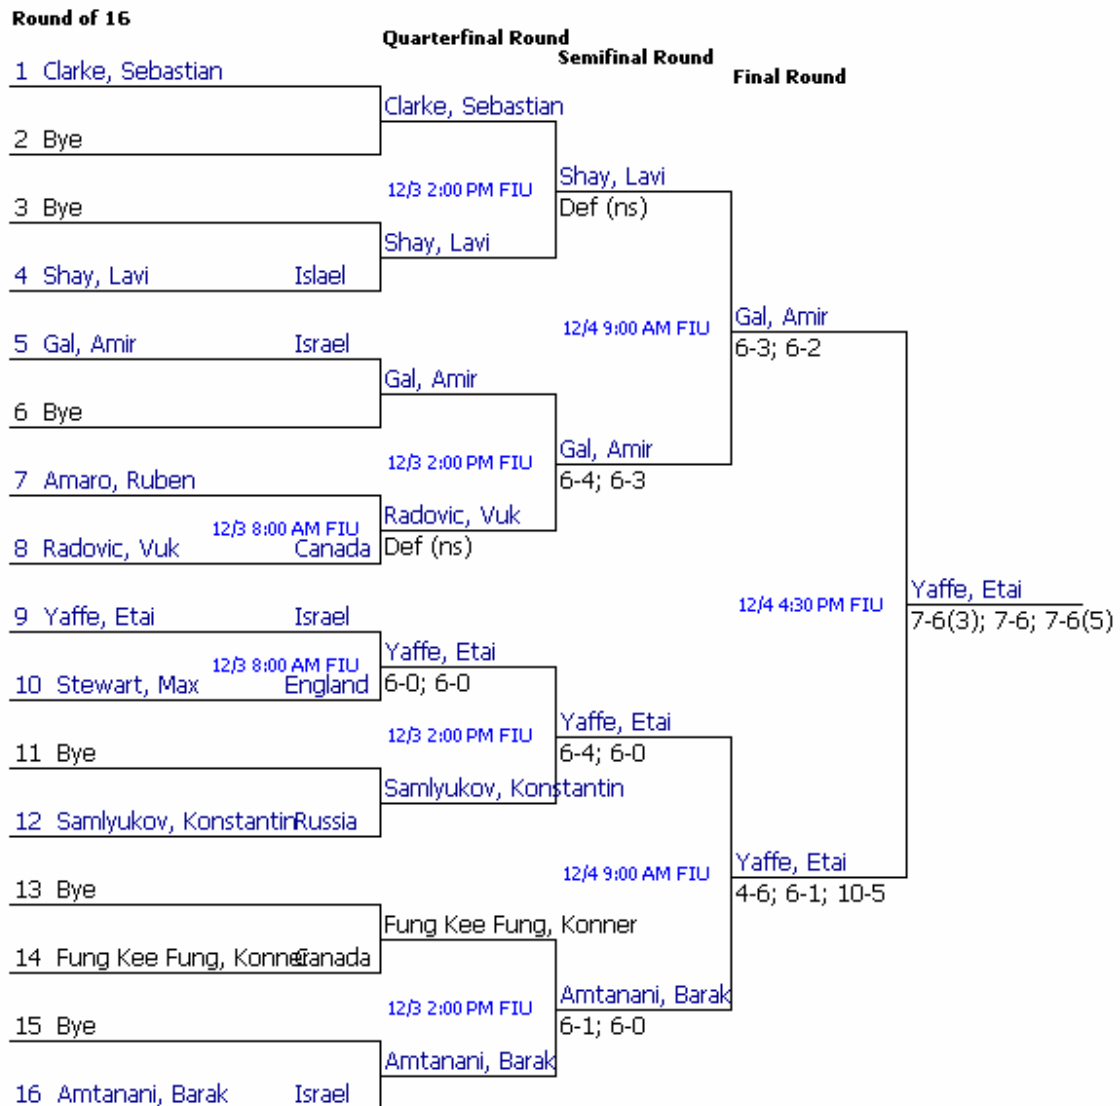 Round of 16
Quarterfinal Round
Semifinal Round
Final Round
1 Clarke, Sebastian
Clarke, Sebastian
2 Bye
12/3 2:00 PM FIU
Shay, Lavi
Def (ns)
3 Bye
Shay, Lavi
4 Shay, Lavi Islael
12/4 9:00 AM FIU
Gal, Amir
6-3; 6-2
5 Gal, Amir Israel
Gal, Amir
6 Bye
12/3 2:00 PM FIU
Gal, Amir
6-4; 6-3
7 Amaro, Ruben
12/3 8:00 AM FIU
Radovic, Vuk
Def (ns)
8 Radovic, Vuk Canada
12/4 4:30 PM FIU
Yaffe, Etai
7-6(3); 7-6; 7-6(5)
9 Yaffe, Etai Israel
12/3 8:00 AM FIU
Yaffe, Etai
6-0; 6-0
10 Stewart, Max England
12/3 2:00 PM FIU
Yaffe, Etai
6-4; 6-0
11 Bye
Samlyukov, Konstantin
12 Samlyukov, Konstantin Russia
12/4 9:00 AM FIU
Yaffe, Etai
4-6; 6-1; 10-5
13 Bye
Fung Kee Fung, Konner
14 Fung Kee Fung, Konner Canada
12/3 2:00 PM FIU
Amtanani, Barak
6-1; 6-0
15 Bye
Amtanani, Barak
16 Amtanani, Barak Israel